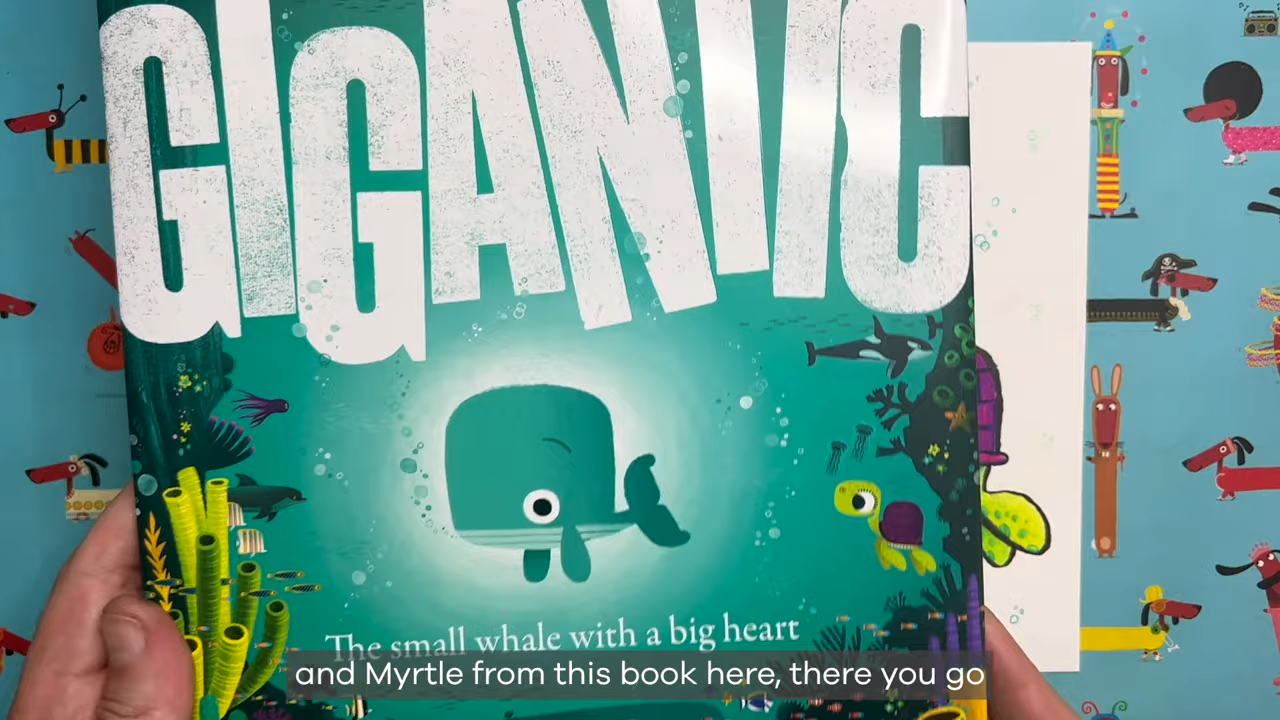 GIGANTIC
The small whale with a big heart
and Myrtle from this book here, there you go